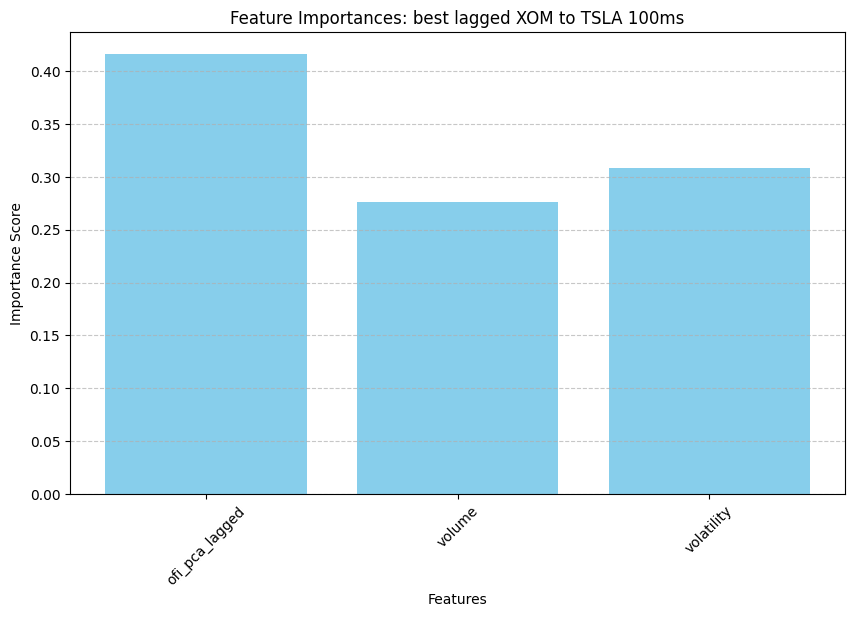 Feature Importances: best lagged XOM to TSLA 100ms
Importance Score
0.40
0.35
0.30
0.25
0.20
0.15
0.10
0.05
0.00
ofi_pca_lagged
volume
volatility
Features